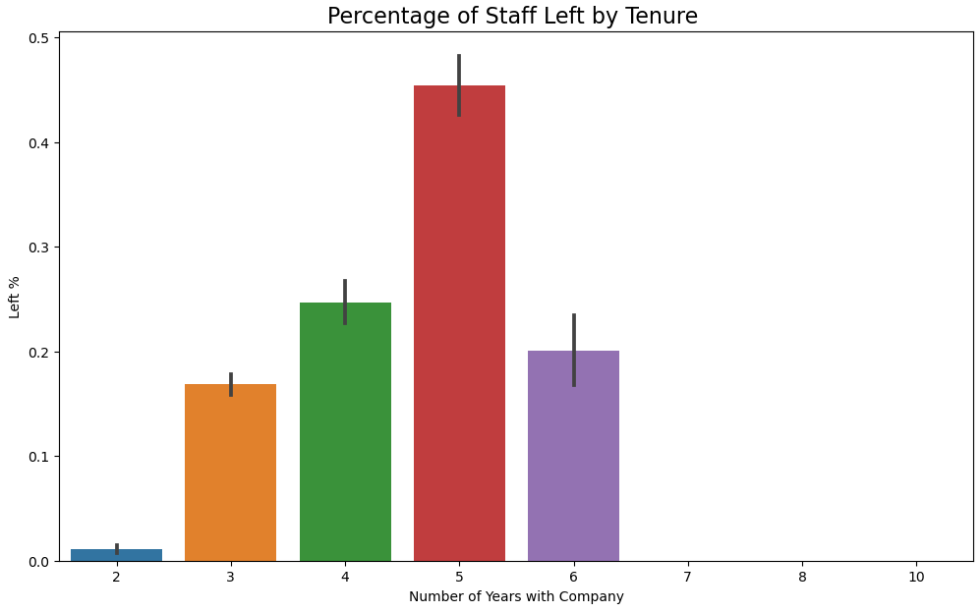 Percentage of Staff Left by Tenure
0.5
0.4
0.3
0.2
0.1
0.0
Left %
2 3 4 5 6 7 8 10
Number of Years with Company